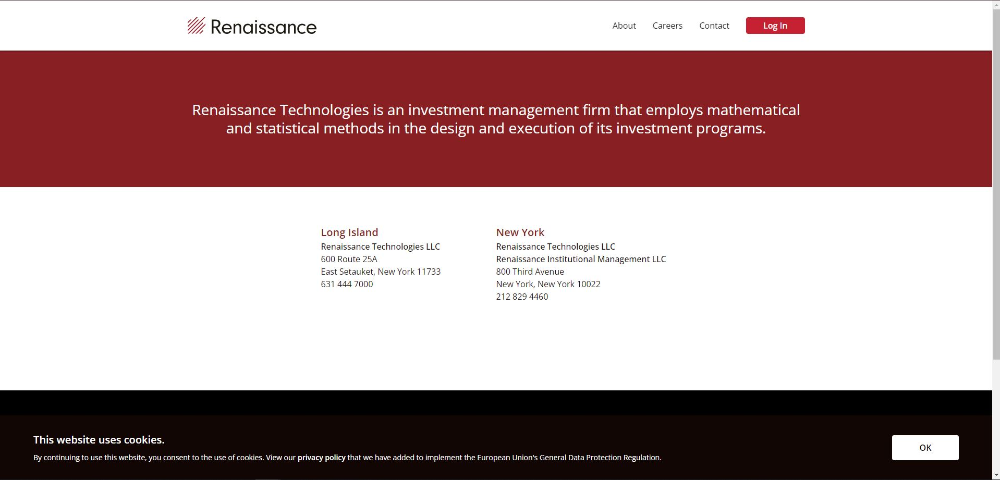 Renaissance
About Careers Contact Log In
Renaissance Technologies is an investment management firm that employs mathematical
and statistical methods in the design and execution of its investment programs.
Long Island
Renaissance Technologies LLC
600 Route 25A
East Setauket, New York 11733
631 444 7000
New York
Renaissance Technologies LLC
Renaissance Institutional Management LLC
800 Third Avenue
New York, New York 10022
212 829 4460
This website uses cookies.
By continuing to use this website, you consent to the use of cookies. View our privacy policy that we have added to implement the European Union's General Data Protection Regulation.
OK